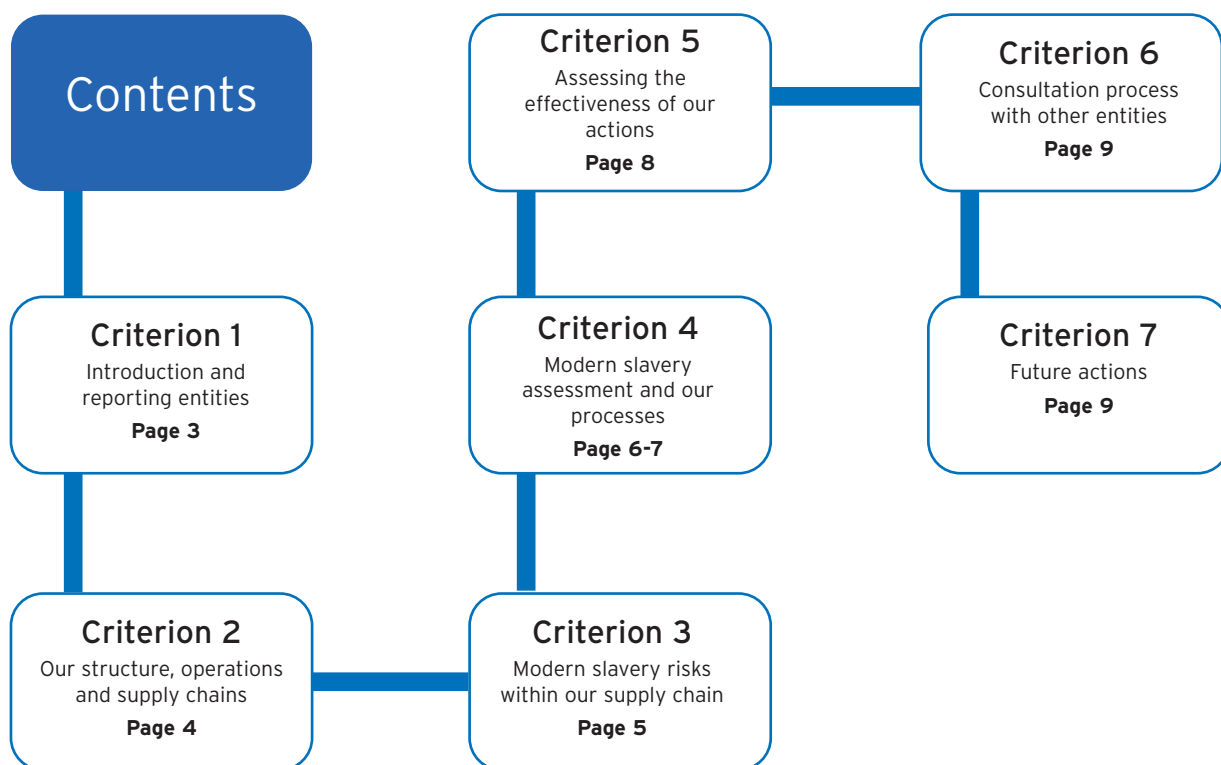 Contents
Criterion 1
Introduction and
reporting entities
Page 3
Criterion 2
Our structure, operations
and supply chains
Page 4
Criterion 3
Modern slavery risks
within our supply chain
Page 5
Criterion 4
Modern slavery
assessment and our
processes
Page 6-7
Criterion 5
Assessing the
effectiveness of our
actions
Page 8
Criterion 6
Consultation process
with other entities
Page 9
Criterion 7
Future actions
Page 9